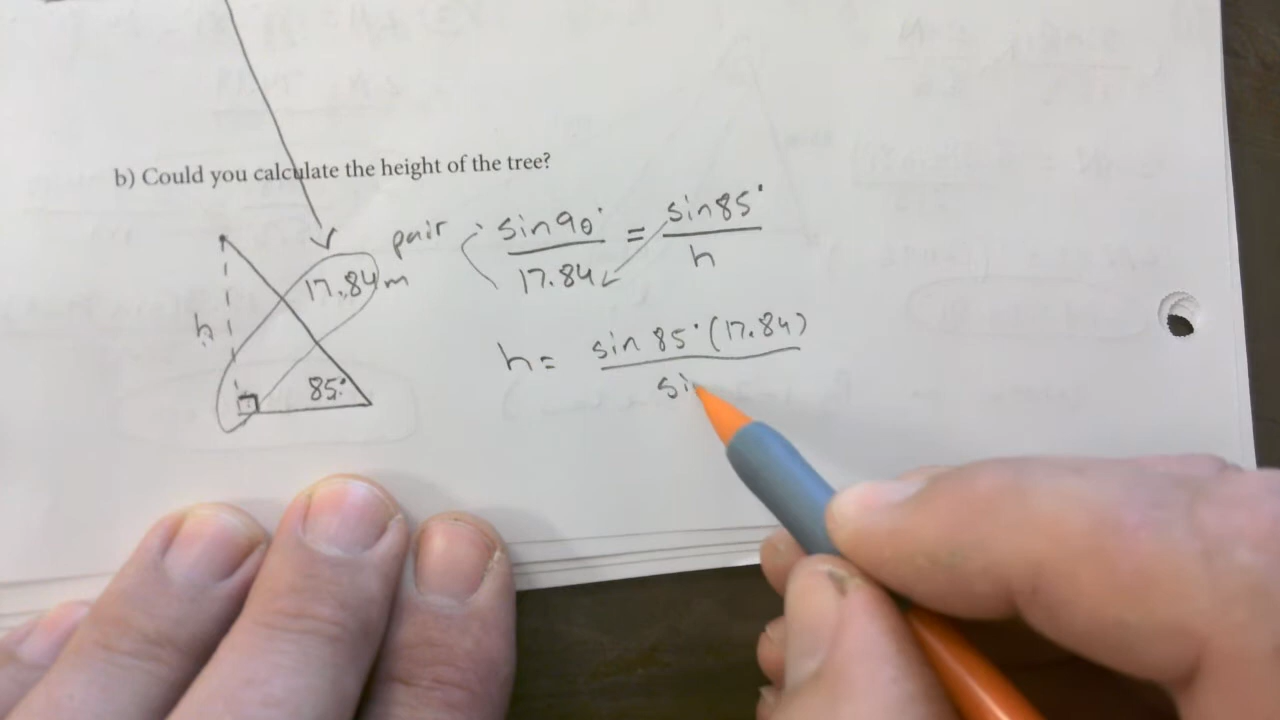 b) Could you calculate the height of the tree?
pair
sin90° = sin85°
17.84 h
17.84m
h
85°
h= sin 85°(17.84)
si